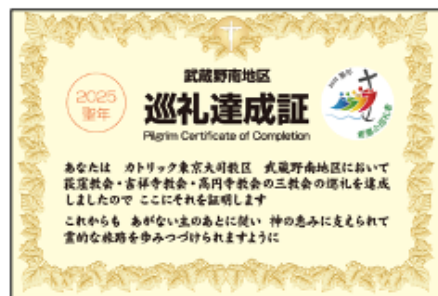 武蔵野南地区
2025
聖年
巡礼達成証
Pilgrim Certificate of Completion
あなたは カトリック東京大司教区 武蔵野南地区において
荻窪教会・吉祥寺教会・高円寺教会の三教会の巡礼を達成
しましたので ここにそれを証明します
これからも あがない主のあとに従い 神の恵みに支えられて
霊的な旅路を歩みつづけられますように